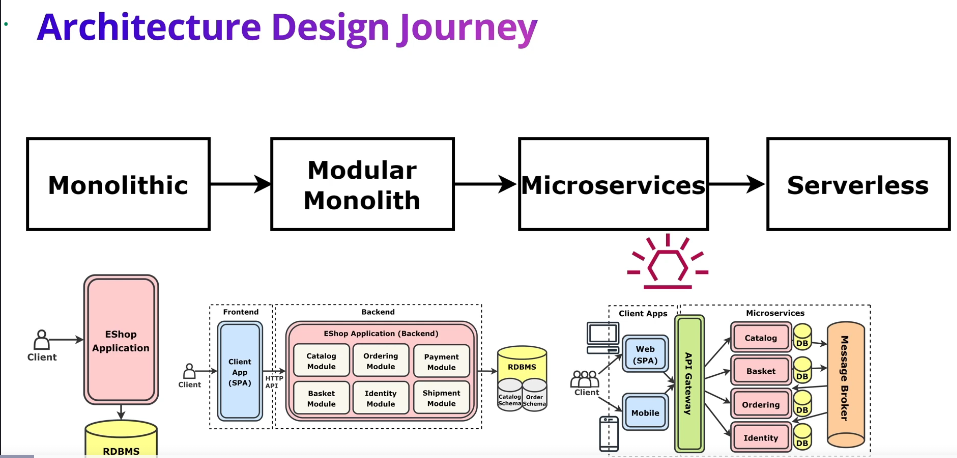 Architecture Design Journey
Monolithic
Modular
Monolith
Microservices
Serverless
Client
EShop
Application
RDBMS
Frontend
Backend
Client
Client
App
(SPA)
HTTP
API
EShop Application (Backend)
Catalog
Module
Ordering
Module
Payment
Module
Basket
Module
Identity
Module
Shipment
Module
RDBMS
Catalog
Schema
Order
Schema
Client Apps
Microservices
Client
Web
(SPA)
Mobile
API Gateway
Catalog
DB
Basket
DB
Ordering
DB
Identity
DB
Message Broker